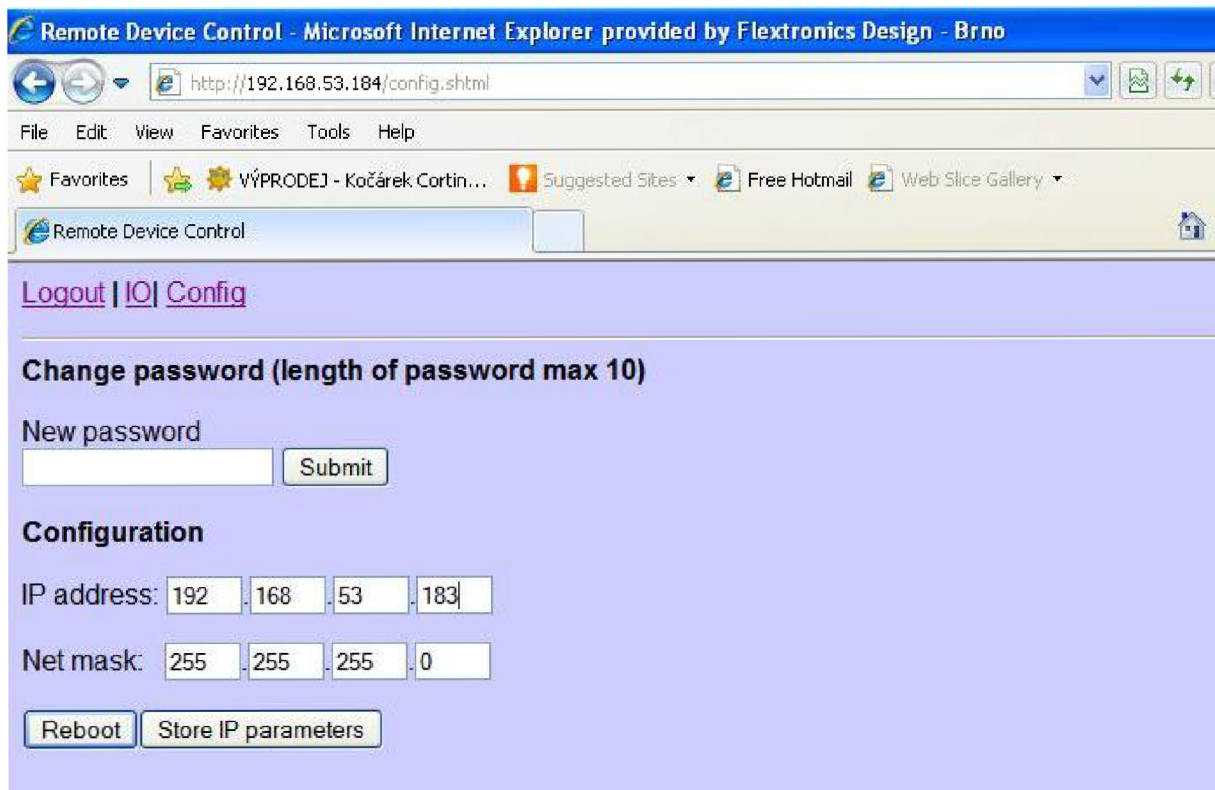 Remote Device Control - Microsoft Internet Explorer provided by Flextronics Design - Brno
http://192.168.53.184/config.shtml
File Edit View Favorites Tools Help
Favorites VÝPRODEJ - Kočárek Cortin... Suggested Sites Free Hotmail Web Slice Gallery
Remote Device Control
Logout | IO| Config
Change password (length of password max 10)
New password
Submit
Configuration
IP address: 192 . 168 . 53 . 183
Net mask: 255 . 255 . 255 . 0
Reboot Store IP parameters